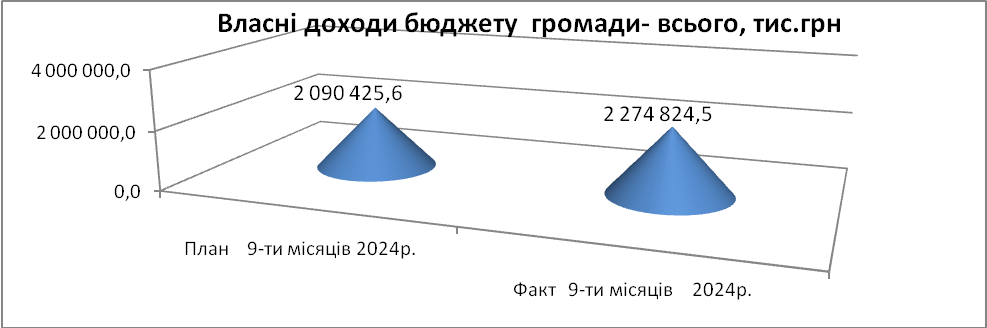 Власні доходи бюджету громади- всього, тис.грн
4 000 000,0
2 000 000,0
0,0
2 090 425,6
2 274 824,5
План 9-ти місяців 2024р.
Факт 9-ти місяців 2024р.